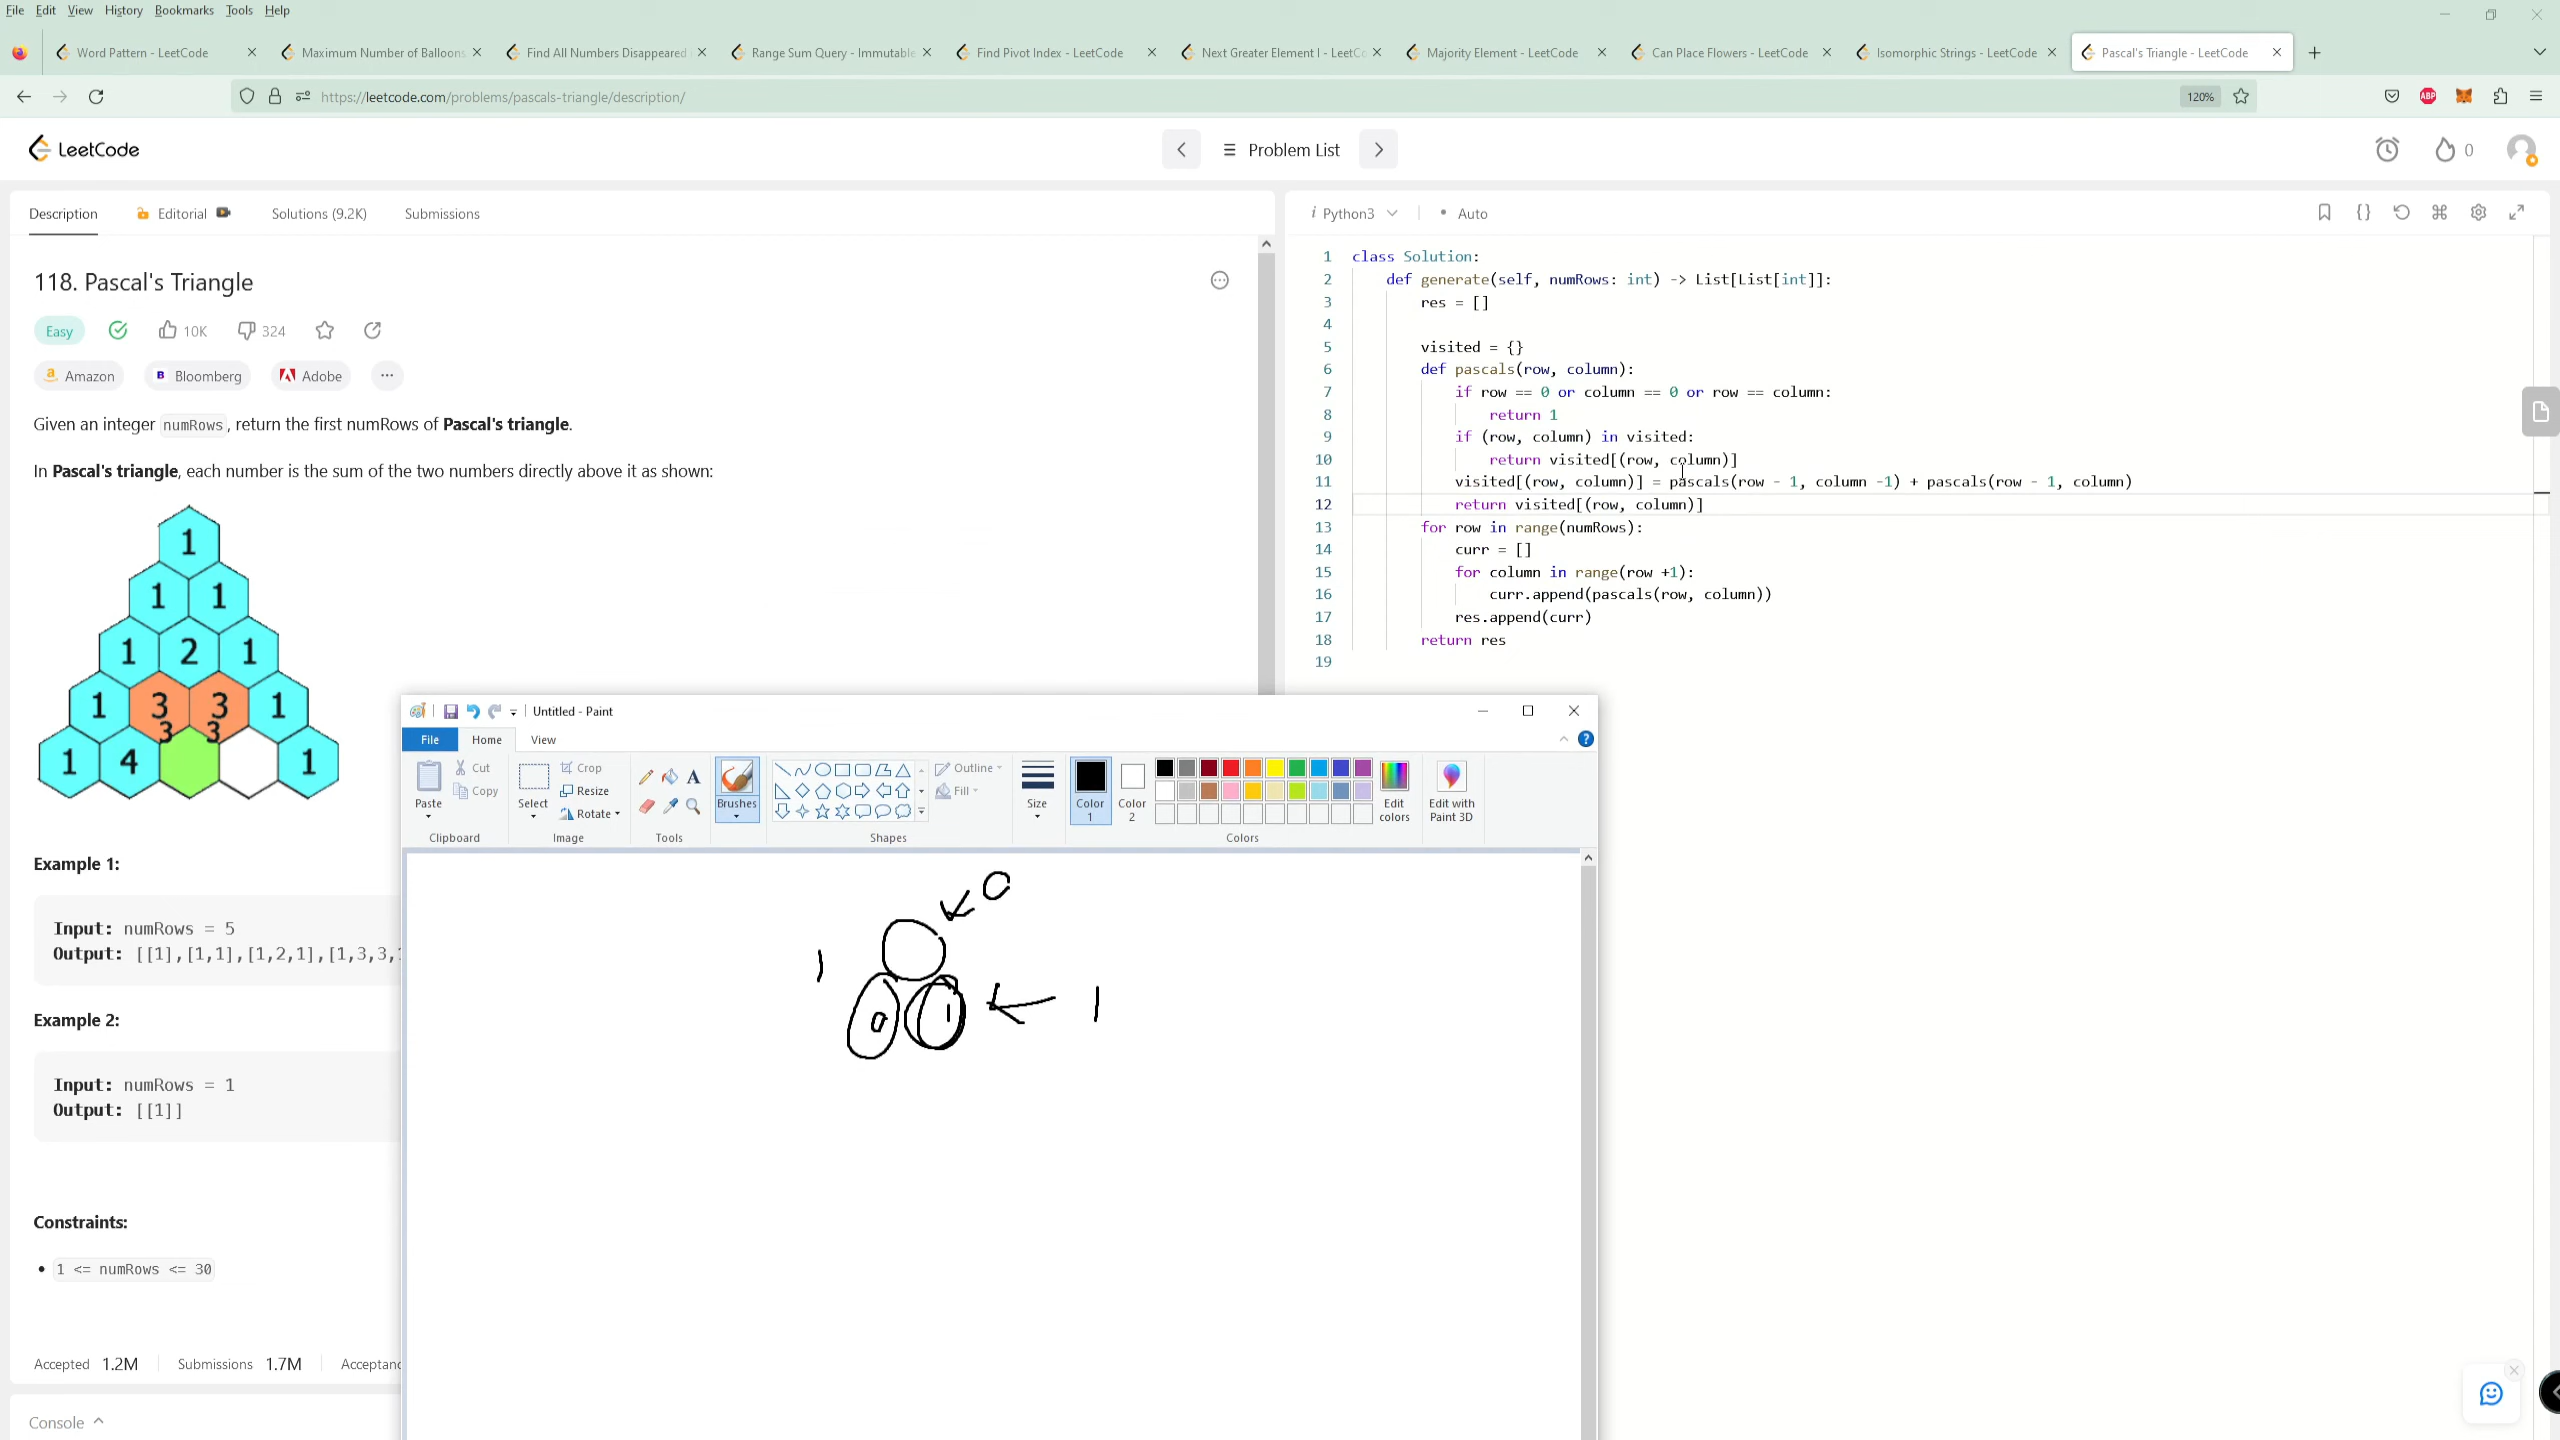 File Edit View History Bookmarks Tools Help
Word Pattern - LeetCode
Maximum Number of Balloons
Find All Numbers Disappeared
Range Sum Query - Immutable
Find Pivot Index - LeetCode
Next Greater Element I - LeetCo
Majority Element - LeetCode
Can Place Flowers - LeetCode
Isomorphic Strings - LeetCode
Pascal's Triangle - LeetCode
https://leetcode.com/problems/pascals-triangle/description/
120%
ABP
LeetCode
Problem List
0
Description
Editorial
Solutions (9.2K)
Submissions
118. Pascal's Triangle
Easy
10K
324
Amazon
Bloomberg
Adobe
Given an integer numRows, return the first numRows of Pascal's triangle.
In Pascal's triangle, each number is the sum of the two numbers directly above it as shown:
1
1 1
1 2 1
1 3 3 1
3 3
1 4 1
Example 1:
Input: numRows = 5
Output: [[1],[1,1],[1,2,1],[1,3,3,
Example 2:
Input: numRows = 1
Output: [[1]]
Constraints:
1 <= numRows <= 30
Accepted 1.2M
Submissions 1.7M
Acceptanc
Console
i Python3
Auto
1 class Solution:
2 def generate(self, numRows: int) -> List[List[int]]:
3 res = []
4
5 visited = {}
6 def pascals(row, column):
7 if row == 0 or column == 0 or row == column:
8 return 1
9 if (row, column) in visited:
10 return visited[(row, column)]
11 visited[(row, column)] = pascals(row - 1, column -1) + pascals(row - 1, column)
12 return visited[(row, column)]
13 for row in range(numRows):
14 curr = []
15 for column in range(row +1):
16 curr.append(pascals(row, column))
17 res.append(curr)
18 return res
19
Untitled - Paint
File Home View
Paste
Cut
Copy
Clipboard
Select
Crop
Resize
Rotate
Image
A
Tools
Brushes
Outline
Fill
Shapes
Size
Color 1
Color 2
Edit colors
Edit with Paint 3D
Colors
0
1
0 1 1